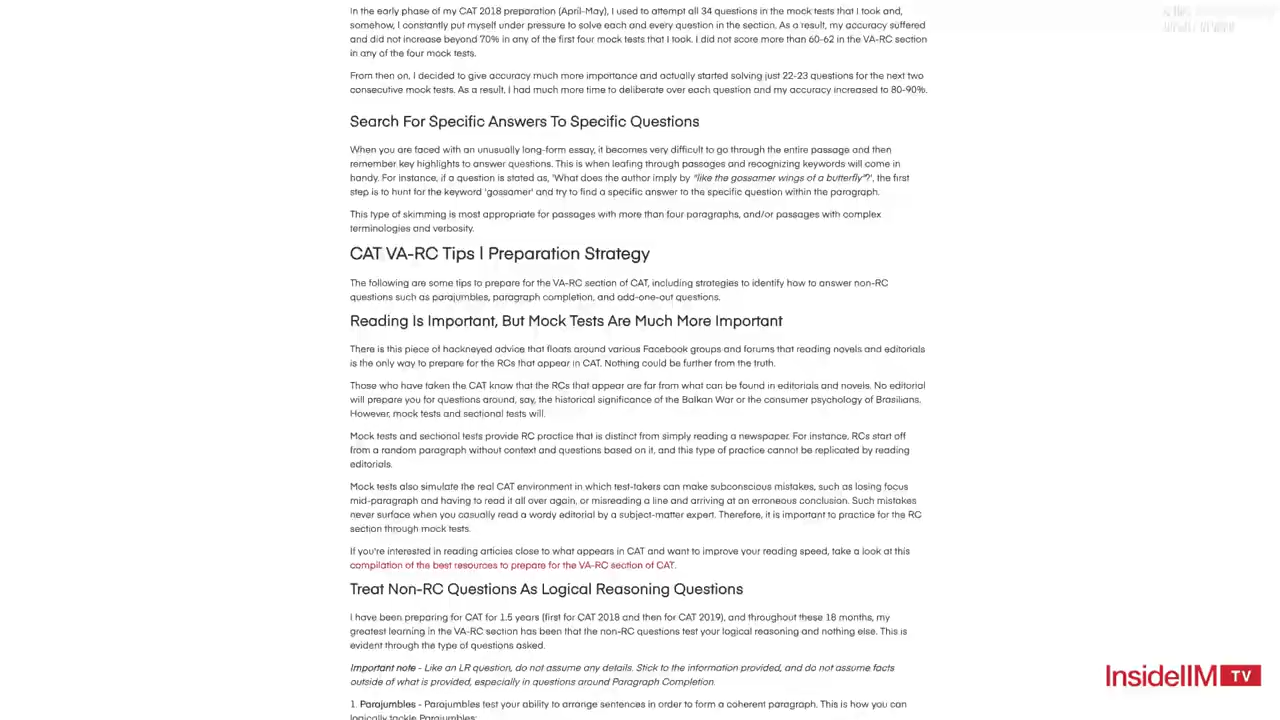 In the early phase of my CAT 2018 preparation (April-May), I used to attempt all 34 questions in the mock tests that I took and,
somehow, I constantly put myself under pressure to solve each and every question in the section. As a result, my accuracy suffered
and did not increase beyond 70% in any of the first four mock tests that I took. I did not score more than 60-62 in the VA-RC section
in any of the four mock tests.
From then on, I decided to give accuracy much more importance and actually started solving just 22-23 questions for the next two
consecutive mock tests. As a result, I had much more time to deliberate over each question and my accuracy increased to 80-90%.
Search For Specific Answers To Specific Questions
When you are faced with an unusually long-form essay, it becomes very difficult to go through the entire passage and then
remember key highlights to answer questions. This is when leafing through passages and recognizing keywords will come in
handy. For instance, if a question is stated as, 'What does the author imply by "like the gossamer wings of a butterfly"?', the first
step is to hunt for the keyword 'gossamer' and try to find a specific answer to the specific question within the paragraph.
This type of skimming is most appropriate for passages with more than four paragraphs, and/or passages with complex
terminologies and verbosity.
CAT VA-RC Tips | Preparation Strategy
The following are some tips to prepare for the VA-RC section of CAT, including strategies to identify how to answer non-RC
questions such as parajumbles, paragraph completion, and odd-one-out questions.
Reading Is Important, But Mock Tests Are Much More Important
There is this piece of hackneyed advice that floats around various Facebook groups and forums that reading novels and editorials
is the only way to prepare for the RCs that appear in CAT. Nothing could be further from the truth.
Those who have taken the CAT know that the RCs that appear are far from what can be found in editorials and novels. No editorial
will prepare you for questions around, say, the historical significance of the Balkan War or the consumer psychology of Brasilians.
However, mock tests and sectional tests will.
Mock tests and sectional tests provide RC practice that is distinct from simply reading a newspaper. For instance, RCs start off
from a random paragraph without context and questions based on it, and this type of practice cannot be replicated by reading
editorials.
Mock tests also simulate the real CAT environment in which test-takers can make subconscious mistakes, such as losing focus
mid-paragraph and having to read it all over again, or misreading a line and arriving at an erroneous conclusion. Such mistakes
never surface when you casually read a wordy editorial by a subject-matter expert. Therefore, it is important to practice for the RC
section through mock tests.
If you're interested in reading articles close to what appears in CAT and want to improve your reading speed, take a look at this
compilation of the best resources to prepare for the VA-RC section of CAT.
Treat Non-RC Questions As Logical Reasoning Questions
I have been preparing for CAT for 1.5 years (first for CAT 2018 and then for CAT 2019), and throughout these 18 months, my
greatest learning in the VA-RC section has been that the non-RC questions test your logical reasoning and nothing else. This is
evident through the type of questions asked.
Important note - Like an LR question, do not assume any details. Stick to the information provided, and do not assume facts
outside of what is provided, especially in questions around Paragraph Completion.
1. Parajumbles - Parajumbles test your ability to arrange sentences in order to form a coherent paragraph. This is how you can
logically tackle Parajumbles:
InsideIIM TV